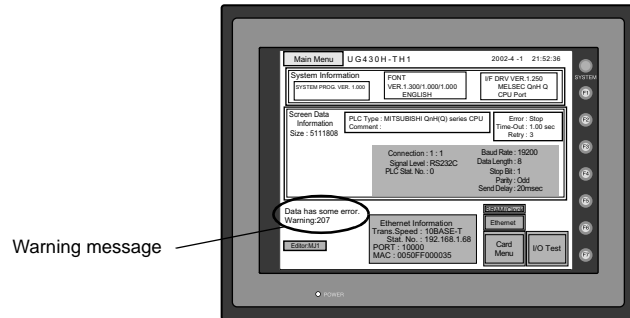 Main Menu UG430H-TH1 2002-4 -1 21:52:36
System Information
SYSTEM PROG. VER. 1.000
FONT
VER.1.300/1.000/1.000
ENGLISH
I/F DRV VER.1.250
MELSEC QnH Q
CPU Port
SYSTEM
F1
F2
F3
F4
F5
F6
F7
Screen Data
Information
Size : 5111808
PLC Type : MITSUBISHI QnH(Q) series CPU
Comment :
Error : Stop
Time-Out : 1.00 sec
Retry : 3
Connection : 1 : 1
Signal Level : RS232C
PLC Stat. No. : 0
Baud Rate : 19200
Data Length : 8
Stop Bit : 1
Parity : Odd
Send Delay : 20msec
Data has some error.
Warning:207
Warning message
Editor:MJ1
Ethernet Information
Trans.Speed : 10BASE-T
Stat. No. : 192.168.1.68
PORT : 10000
MAC : 0050FF000035
SRAM/Clock
Ethernet
Card
Menu
I/O Test
POWER